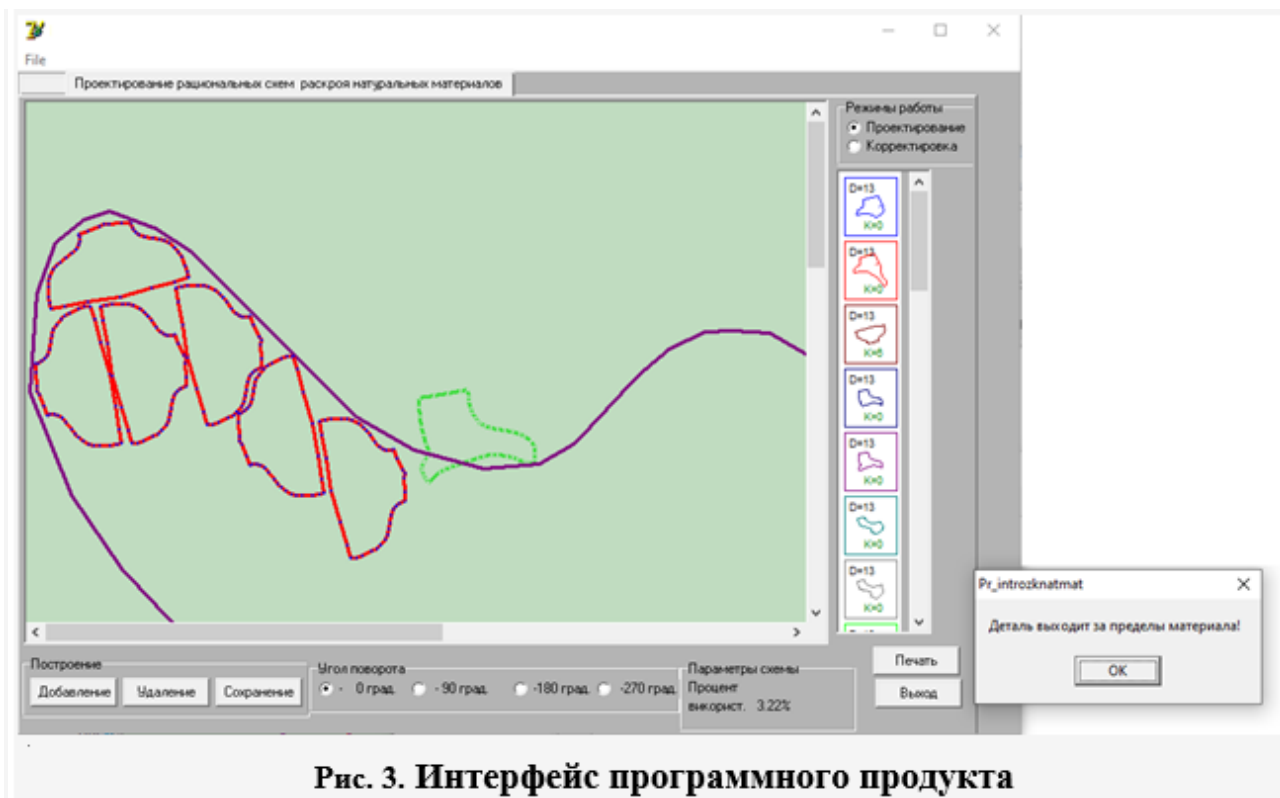 File
Проектирование рациональных схем раскроя натуральных материалов
Режимы работы
Проектирование
Корректировка
D=13
K=0
D=13
K=0
D=13
K=6
D=13
K=0
D=13
K=0
D=13
K=0
D=13
K=0
Pr_introzknatmat
Деталь выходит за пределы материала!
OK
Построение
Добавление Удаление Сохранение
Угол поворота
- 0 град. - 90 град. -180 град. -270 град.
Параметры схемы
Процент
використ. 3.22%
Печать
Выход
Рис. 3. Интерфейс программного продукта